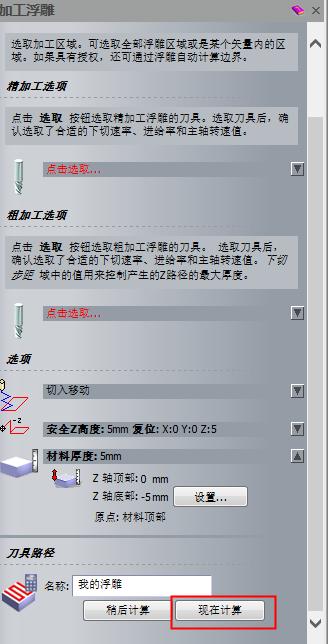 加工浮雕
选取加工区域。可选取全部浮雕区域或是某个矢量内的区
域。如果具有授权，还可通过浮雕自动计算边界。
精加工选项
点击 选取 按钮选取精加工浮雕的刀具。选取刀具后，确
认选取了合适的下切速率、进给率和主轴转速值。
点击选取...
粗加工选项
点击 选取 按钮选取粗加工浮雕的刀具。 选取刀具后，
确认选取了合适的下切速率、进给率和主轴转速值。下切
步距 域中的值用来控制产生的Z路径的最大厚度。
点击选取...
选项
切入移动
-z
安全Z高度: 5mm 复位: X:0 Y:0 Z:5
材料厚度: 5mm
Z 轴顶部: 0 mm
Z 轴底部: -5mm 设置...
原点: 材料顶部
刀具路径
名称: 我的浮雕
稍后计算 现在计算